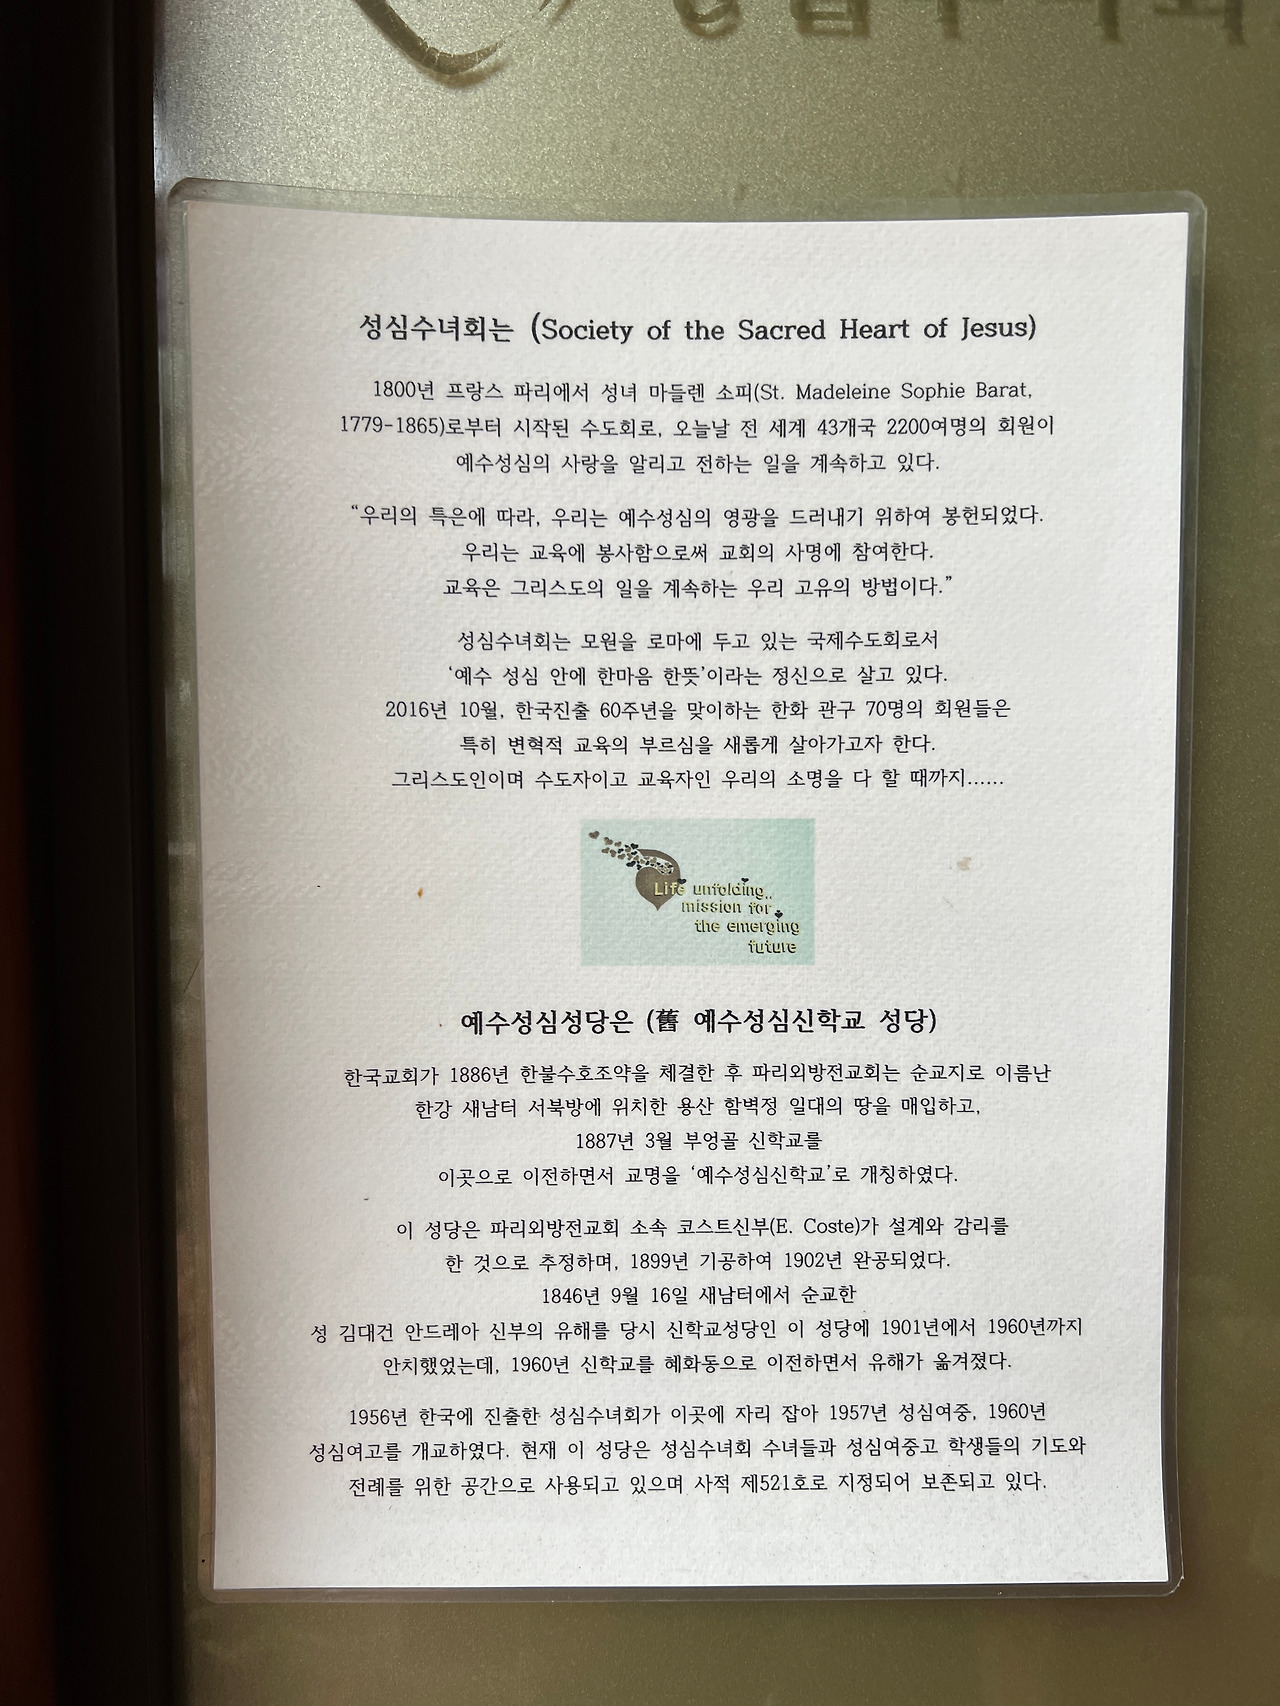 성심수녀회는 (Society of the Sacred Heart of Jesus)
1800년 프랑스 파리에서 성녀 마들렌 소피(St. Madeleine Sophie Barat,
1779-1865)로부터 시작된 수도회로, 오늘날 전 세계 43개국 2200여명의 회원이
예수성심의 사랑을 알리고 전하는 일을 계속하고 있다.
“우리의 특은에 따라, 우리는 예수성심의 영광을 드러내기 위하여 봉헌되었다.
우리는 교육에 봉사함으로써 교회의 사명에 참여한다.
교육은 그리스도의 일을 계속하는 우리 고유의 방법이다.”
성심수녀회는 모원을 로마에 두고 있는 국제수도회로서
‘예수 성심 안에 한마음 한뜻’이라는 정신으로 살고 있다.
2016년 10월, 한국진출 60주년을 맞이하는 한화 관구 70명의 회원들은
특히 변혁적 교육의 부르심을 새롭게 살아가고자 한다.
그리스도인이며 수도자이고 교육자인 우리의 소명을 다 할 때까지……
Life unfolding..
mission for
the emerging
future
예수성심성당은 (舊 예수성심신학교 성당)
한국교회가 1886년 한불수호조약을 체결한 후 파리외방전교회는 순교지로 이름난
한강 새남터 서북방에 위치한 용산 함벽정 일대의 땅을 매입하고,
1887년 3월 부엉골 신학교를
이곳으로 이전하면서 교명을 ‘예수성심신학교’로 개칭하였다.
이 성당은 파리외방전교회 소속 코스트신부(E. Coste)가 설계와 감리를
한 것으로 추정하며, 1899년 기공하여 1902년 완공되었다.
1846년 9월 16일 새남터에서 순교한
성 김대건 안드레아 신부의 유해를 당시 신학교성당인 이 성당에 1901년에서 1960년까지
안치했었는데, 1960년 신학교를 혜화동으로 이전하면서 유해가 옮겨졌다.
1956년 한국에 진출한 성심수녀회가 이곳에 자리 잡아 1957년 성심여중, 1960년
성심여고를 개교하였다. 현재 이 성당은 성심수녀회 수녀들과 성심여중고 학생들의 기도와
전례를 위한 공간으로 사용되고 있으며 사적 제521호로 지정되어 보존되고 있다.